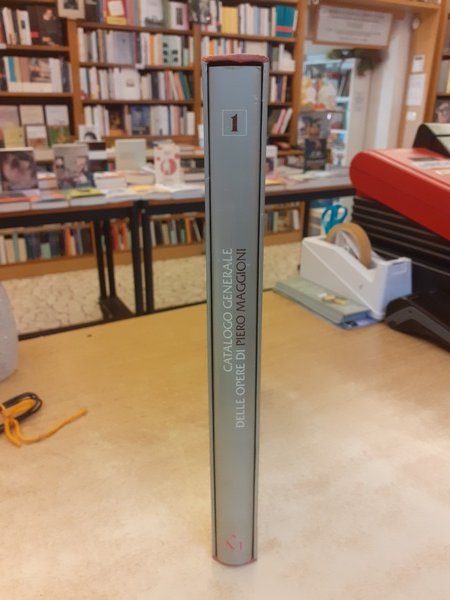 1
CATALOGO GENERALE
DELLE OPERE DI PIERO MAGGIONI